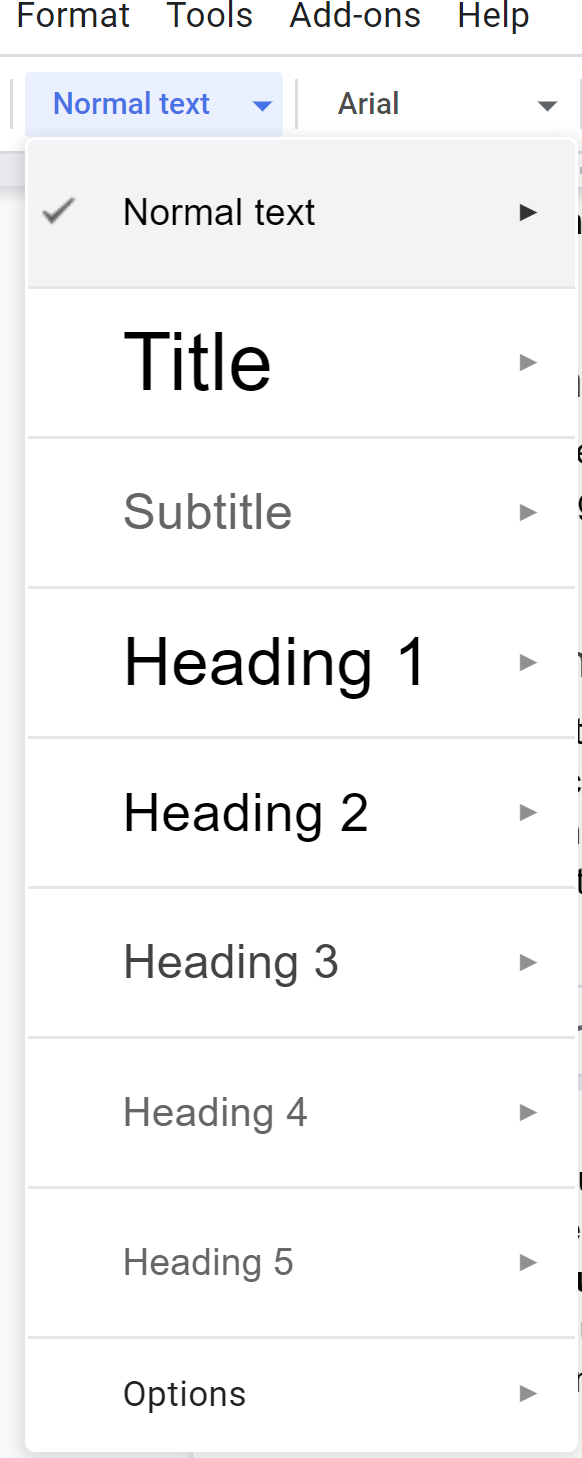 Format Tools Add-ons Help
Normal text Arial
Normal text
Title
Subtitle
Heading 1
Heading 2
Heading 3
Heading 4
Heading 5
Options